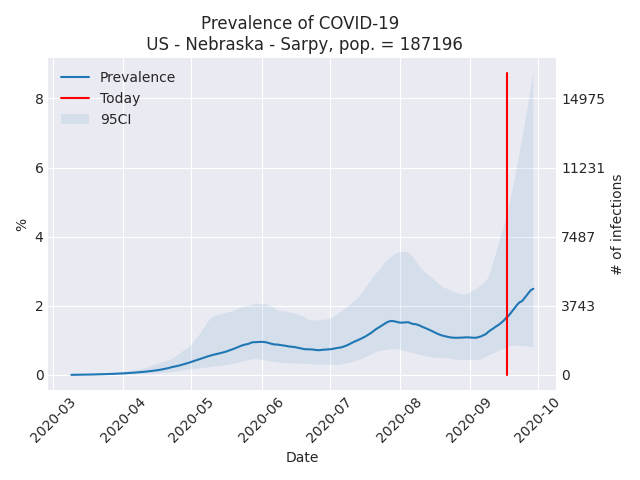 Prevalence of COVID-19
US - Nebraska - Sarpy, pop. = 187196
Prevalence
Today
95CI
%
8
6
4
2
0
14975
11231
7487
3743
0
# of infections
2020-03
2020-04
2020-05
2020-06
2020-07
2020-08
2020-09
2020-10
Date